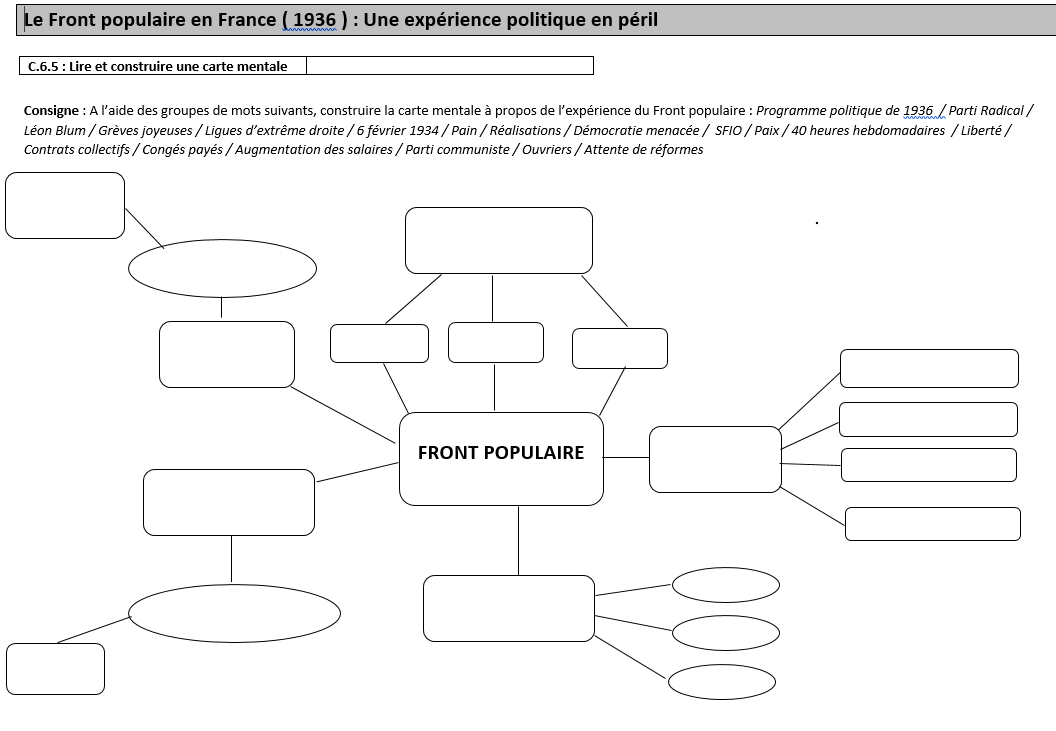 Le Front populaire en France ( 1936 ) : Une expérience politique en péril
C.6.5 : Lire et construire une carte mentale
Consigne : A l'aide des groupes de mots suivants, construire la carte mentale à propos de l'expérience du Front populaire : Programme politique de 1936 / Parti Radical /
Léon Blum / Grèves joyeuses / Ligues d'extrême droite / 6 février 1934 / Pain / Réalisations / Démocratie menacée / SFIO / Paix / 40 heures hebdomadaires / Liberté /
Contrats collectifs / Congés payés / Augmentation des salaires / Parti communiste / Ouvriers / Attente de réformes
FRONT POPULAIRE